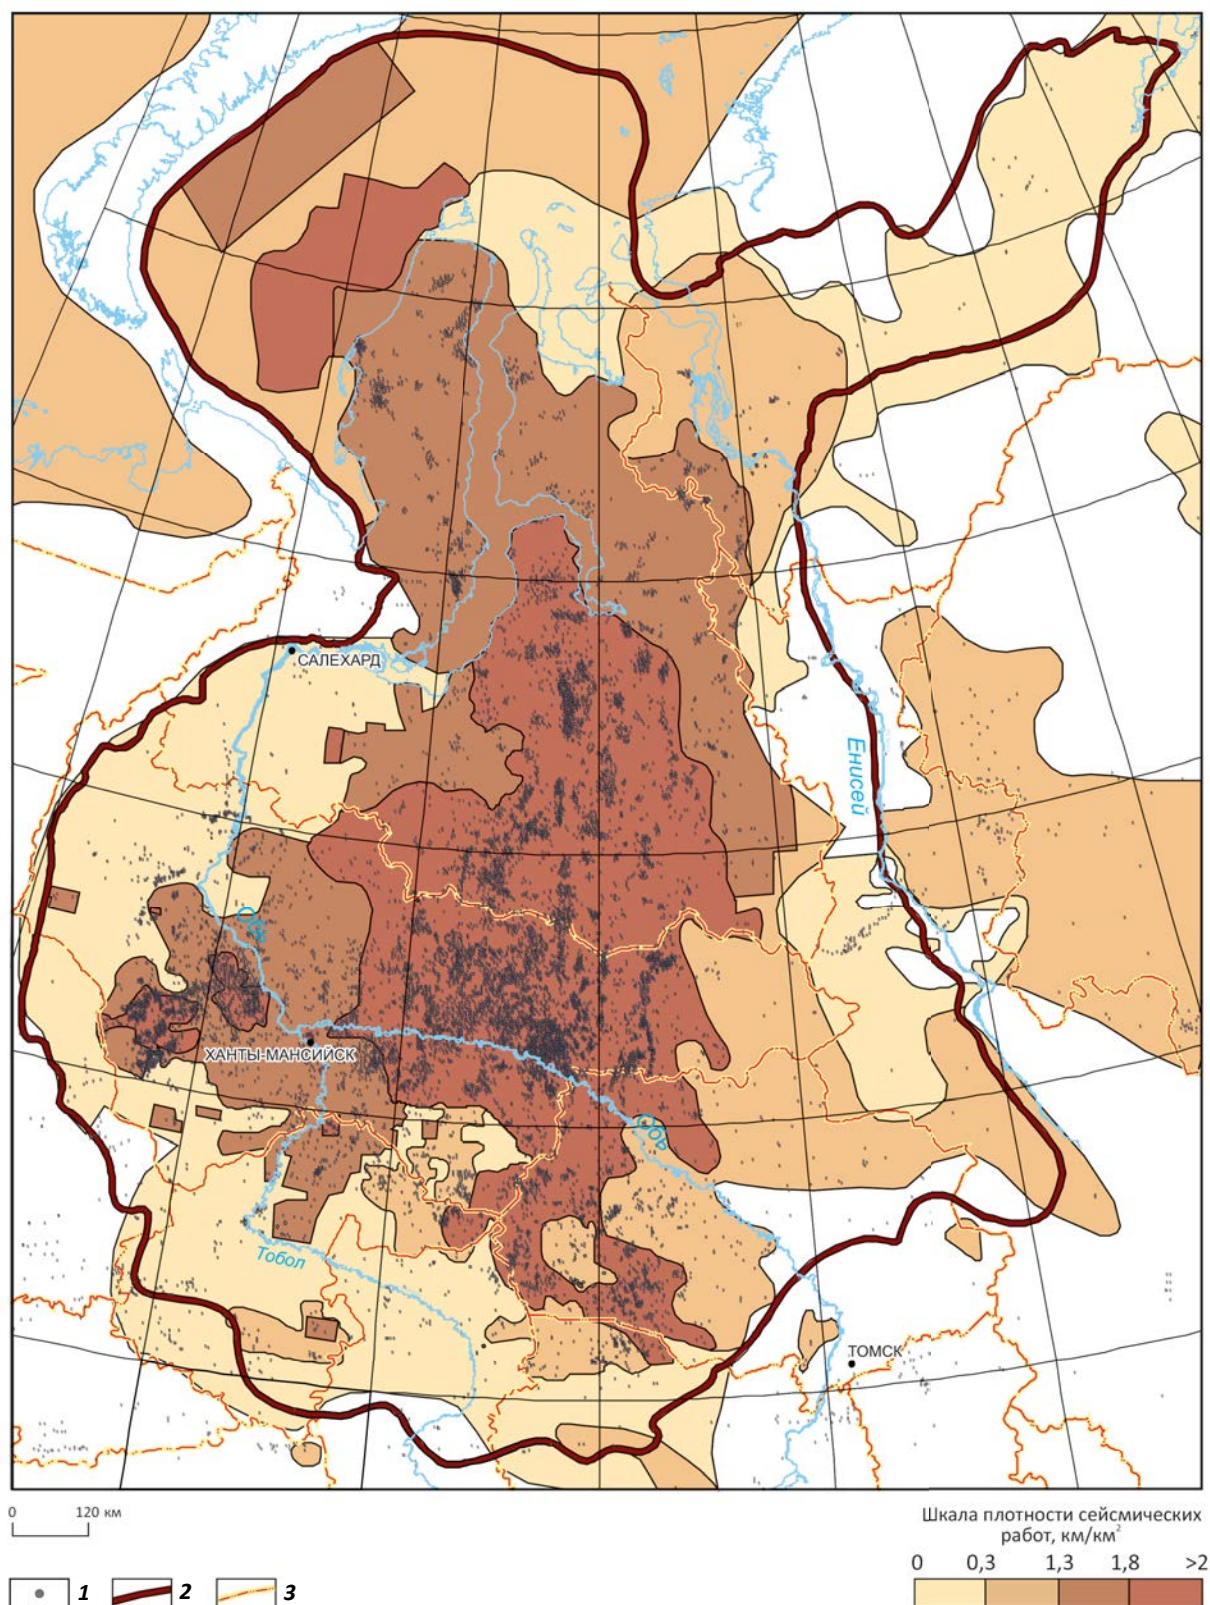 САЛЕХАРД
Енисей
Обь
ХАНТЫ-МАНСИЙСК
Обь
Тобол
ТОМСК
0 120 км
Шкала плотности сейсмических
работ, км/км²
0 0,3 1,3 1,8 >2
1 2 3